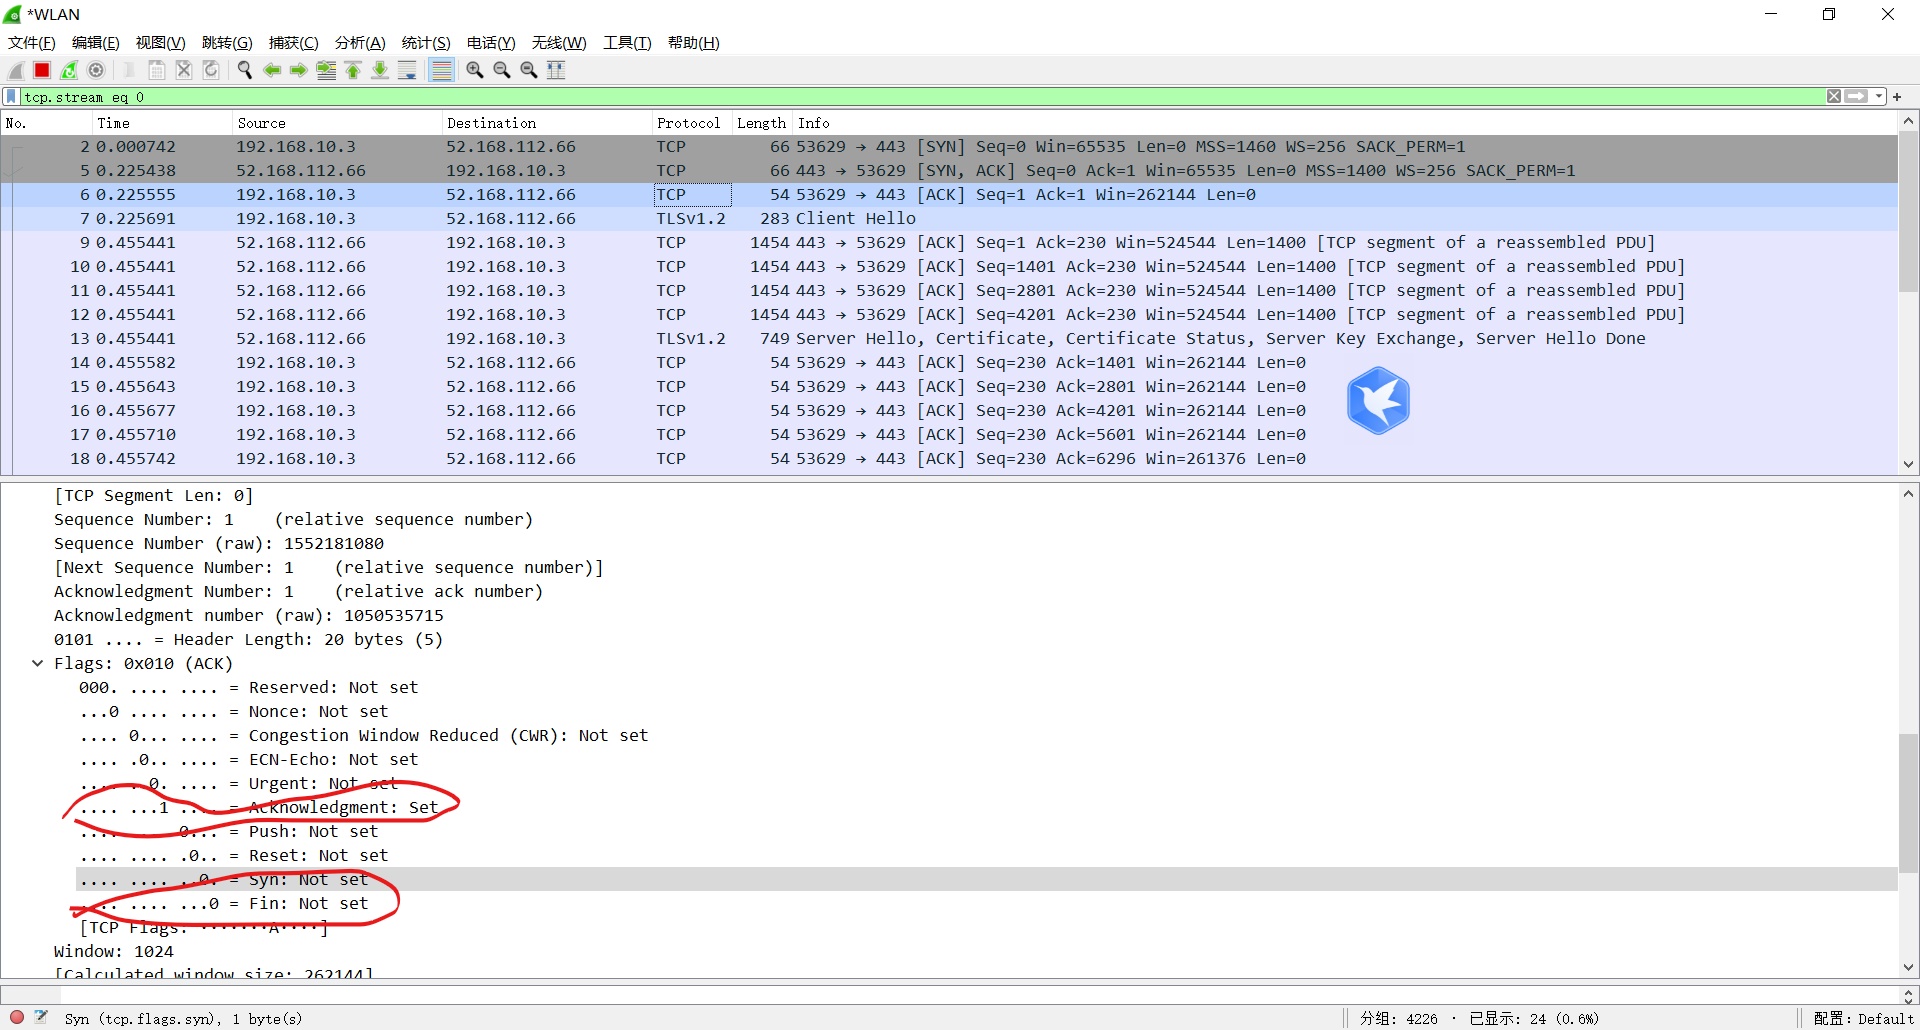 *WLAN
文件(F) 编辑(E) 视图(V) 跳转(G) 捕获(C) 分析(A) 统计(S) 电话(Y) 无线(W) 工具(T) 帮助(H)
tcp.stream eq 0
No. Time Source Destination Protocol Length Info
2 0.000742 192.168.10.3 52.168.112.66 TCP 66 53629 → 443 [SYN] Seq=0 Win=65535 Len=0 MSS=1460 WS=256 SACK_PERM=1
5 0.225438 52.168.112.66 192.168.10.3 TCP 66 443 → 53629 [SYN, ACK] Seq=0 Ack=1 Win=65535 Len=0 MSS=1400 WS=256 SACK_PERM=1
6 0.225555 192.168.10.3 52.168.112.66 TCP 54 53629 → 443 [ACK] Seq=1 Ack=1 Win=262144 Len=0
7 0.225691 192.168.10.3 52.168.112.66 TLSv1.2 283 Client Hello
9 0.455441 52.168.112.66 192.168.10.3 TCP 1454 443 → 53629 [ACK] Seq=1 Ack=230 Win=524544 Len=1400 [TCP segment of a reassembled PDU]
10 0.455441 52.168.112.66 192.168.10.3 TCP 1454 443 → 53629 [ACK] Seq=1401 Ack=230 Win=524544 Len=1400 [TCP segment of a reassembled PDU]
11 0.455441 52.168.112.66 192.168.10.3 TCP 1454 443 → 53629 [ACK] Seq=2801 Ack=230 Win=524544 Len=1400 [TCP segment of a reassembled PDU]
12 0.455441 52.168.112.66 192.168.10.3 TCP 1454 443 → 53629 [ACK] Seq=4201 Ack=230 Win=524544 Len=1400 [TCP segment of a reassembled PDU]
13 0.455441 52.168.112.66 192.168.10.3 TLSv1.2 749 Server Hello, Certificate, Certificate Status, Server Key Exchange, Server Hello Done
14 0.455582 192.168.10.3 52.168.112.66 TCP 54 53629 → 443 [ACK] Seq=230 Ack=1401 Win=262144 Len=0
15 0.455643 192.168.10.3 52.168.112.66 TCP 54 53629 → 443 [ACK] Seq=230 Ack=2801 Win=262144 Len=0
16 0.455677 192.168.10.3 52.168.112.66 TCP 54 53629 → 443 [ACK] Seq=230 Ack=4201 Win=262144 Len=0
17 0.455710 192.168.10.3 52.168.112.66 TCP 54 53629 → 443 [ACK] Seq=230 Ack=5601 Win=262144 Len=0
18 0.455742 192.168.10.3 52.168.112.66 TCP 54 53629 → 443 [ACK] Seq=230 Ack=6296 Win=261376 Len=0
[TCP Segment Len: 0]
Sequence Number: 1    (relative sequence number)
Sequence Number (raw): 1552181080
[Next Sequence Number: 1    (relative sequence number)]
Acknowledgment Number: 1    (relative ack number)
Acknowledgment number (raw): 1050535715
0101 .... = Header Length: 20 bytes (5)
Flags: 0x010 (ACK)
000. .... .... = Reserved: Not set
...0 .... .... = Nonce: Not set
.... 0... .... = Congestion Window Reduced (CWR): Not set
.... .0.. .... = ECN-Echo: Not set
.... ..0. .... = Urgent: Not set
.... ...1 .... = Acknowledgment: Set
.... .... 0... = Push: Not set
.... .... .0.. = Reset: Not set
.... .... ..0. = Syn: Not set
.... .... ...0 = Fin: Not set
[TCP Flags: ·······A····]
Window: 1024
[Calculated window size: 262144]
Syn (tcp.flags.syn), 1 byte(s) 分组: 4226 · 已显示: 24 (0.6%) 配置: Default